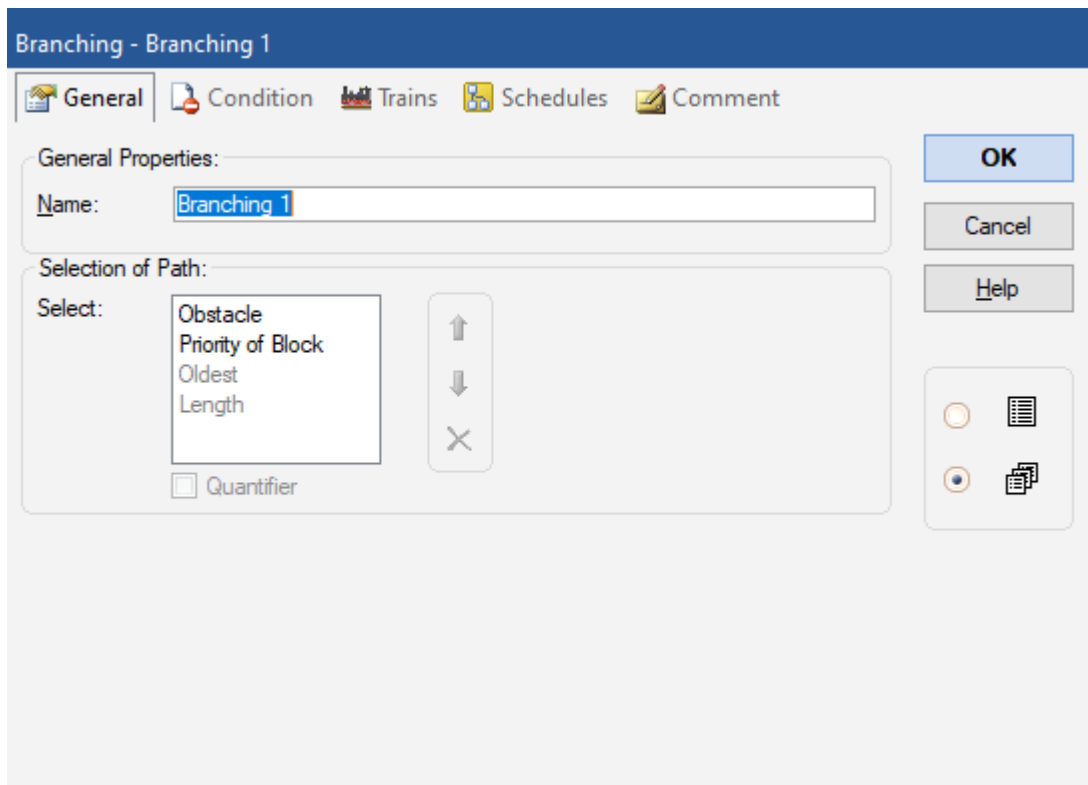 Branching - Branching 1
General Condition Trains Schedules Comment
General Properties:
Name: Branching 1
OK
Cancel
Help
Selection of Path:
Select:
Obstacle
Priority of Block
Oldest
Length
Quantifier